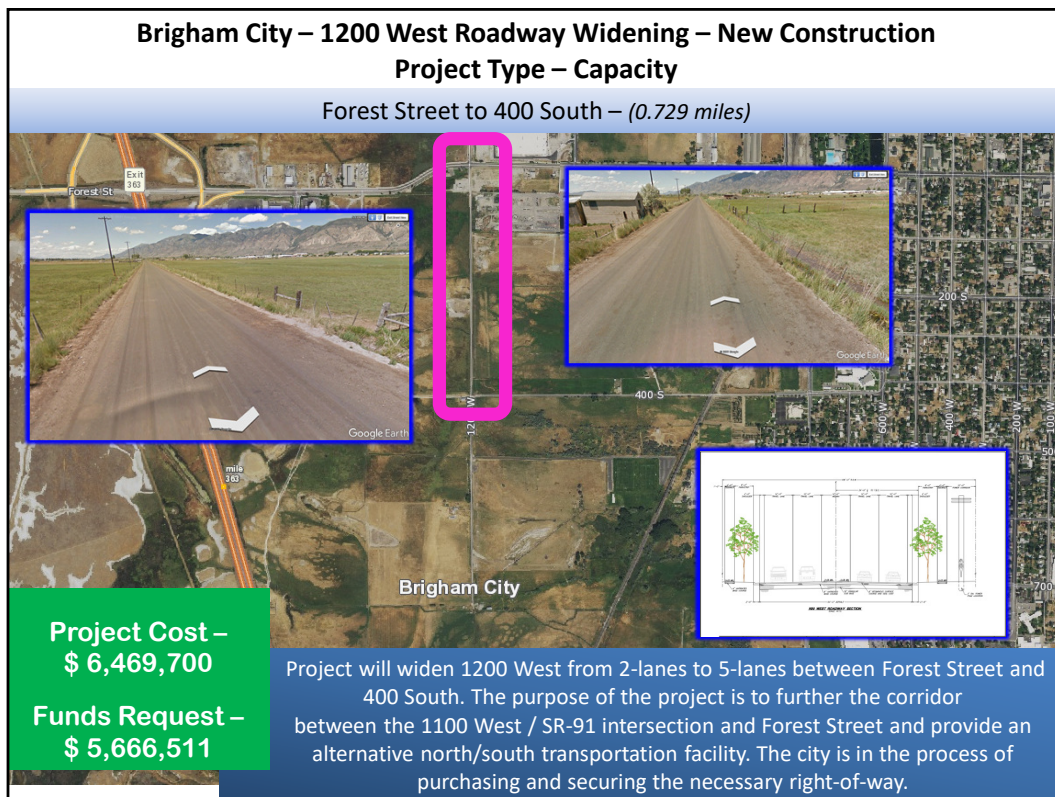 Brigham City – 1200 West Roadway Widening – New Construction
Project Type – Capacity
Forest Street to 400 South – (0.729 miles)
Exit
363
Forest St
Google Earth
Google Earth
200 S
400 S
600 W
400 W
200 W
100 W
mile
363
700
Brigham City
Project Cost –
$ 6,469,700
Funds Request –
$ 5,666,511
Project will widen 1200 West from 2-lanes to 5-lanes between Forest Street and
400 South. The purpose of the project is to further the corridor
between the 1100 West / SR-91 intersection and Forest Street and provide an
alternative north/south transportation facility. The city is in the process of
purchasing and securing the necessary right-of-way.